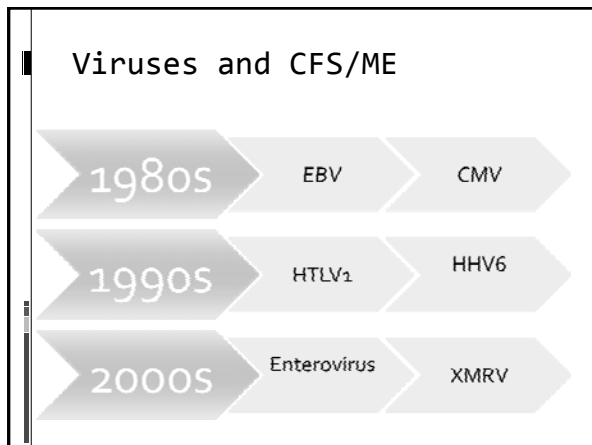 Viruses and CFS/ME
1980s EBV CMV
1990s HTLV1 HHV6
2000s Enterovirus XMRV